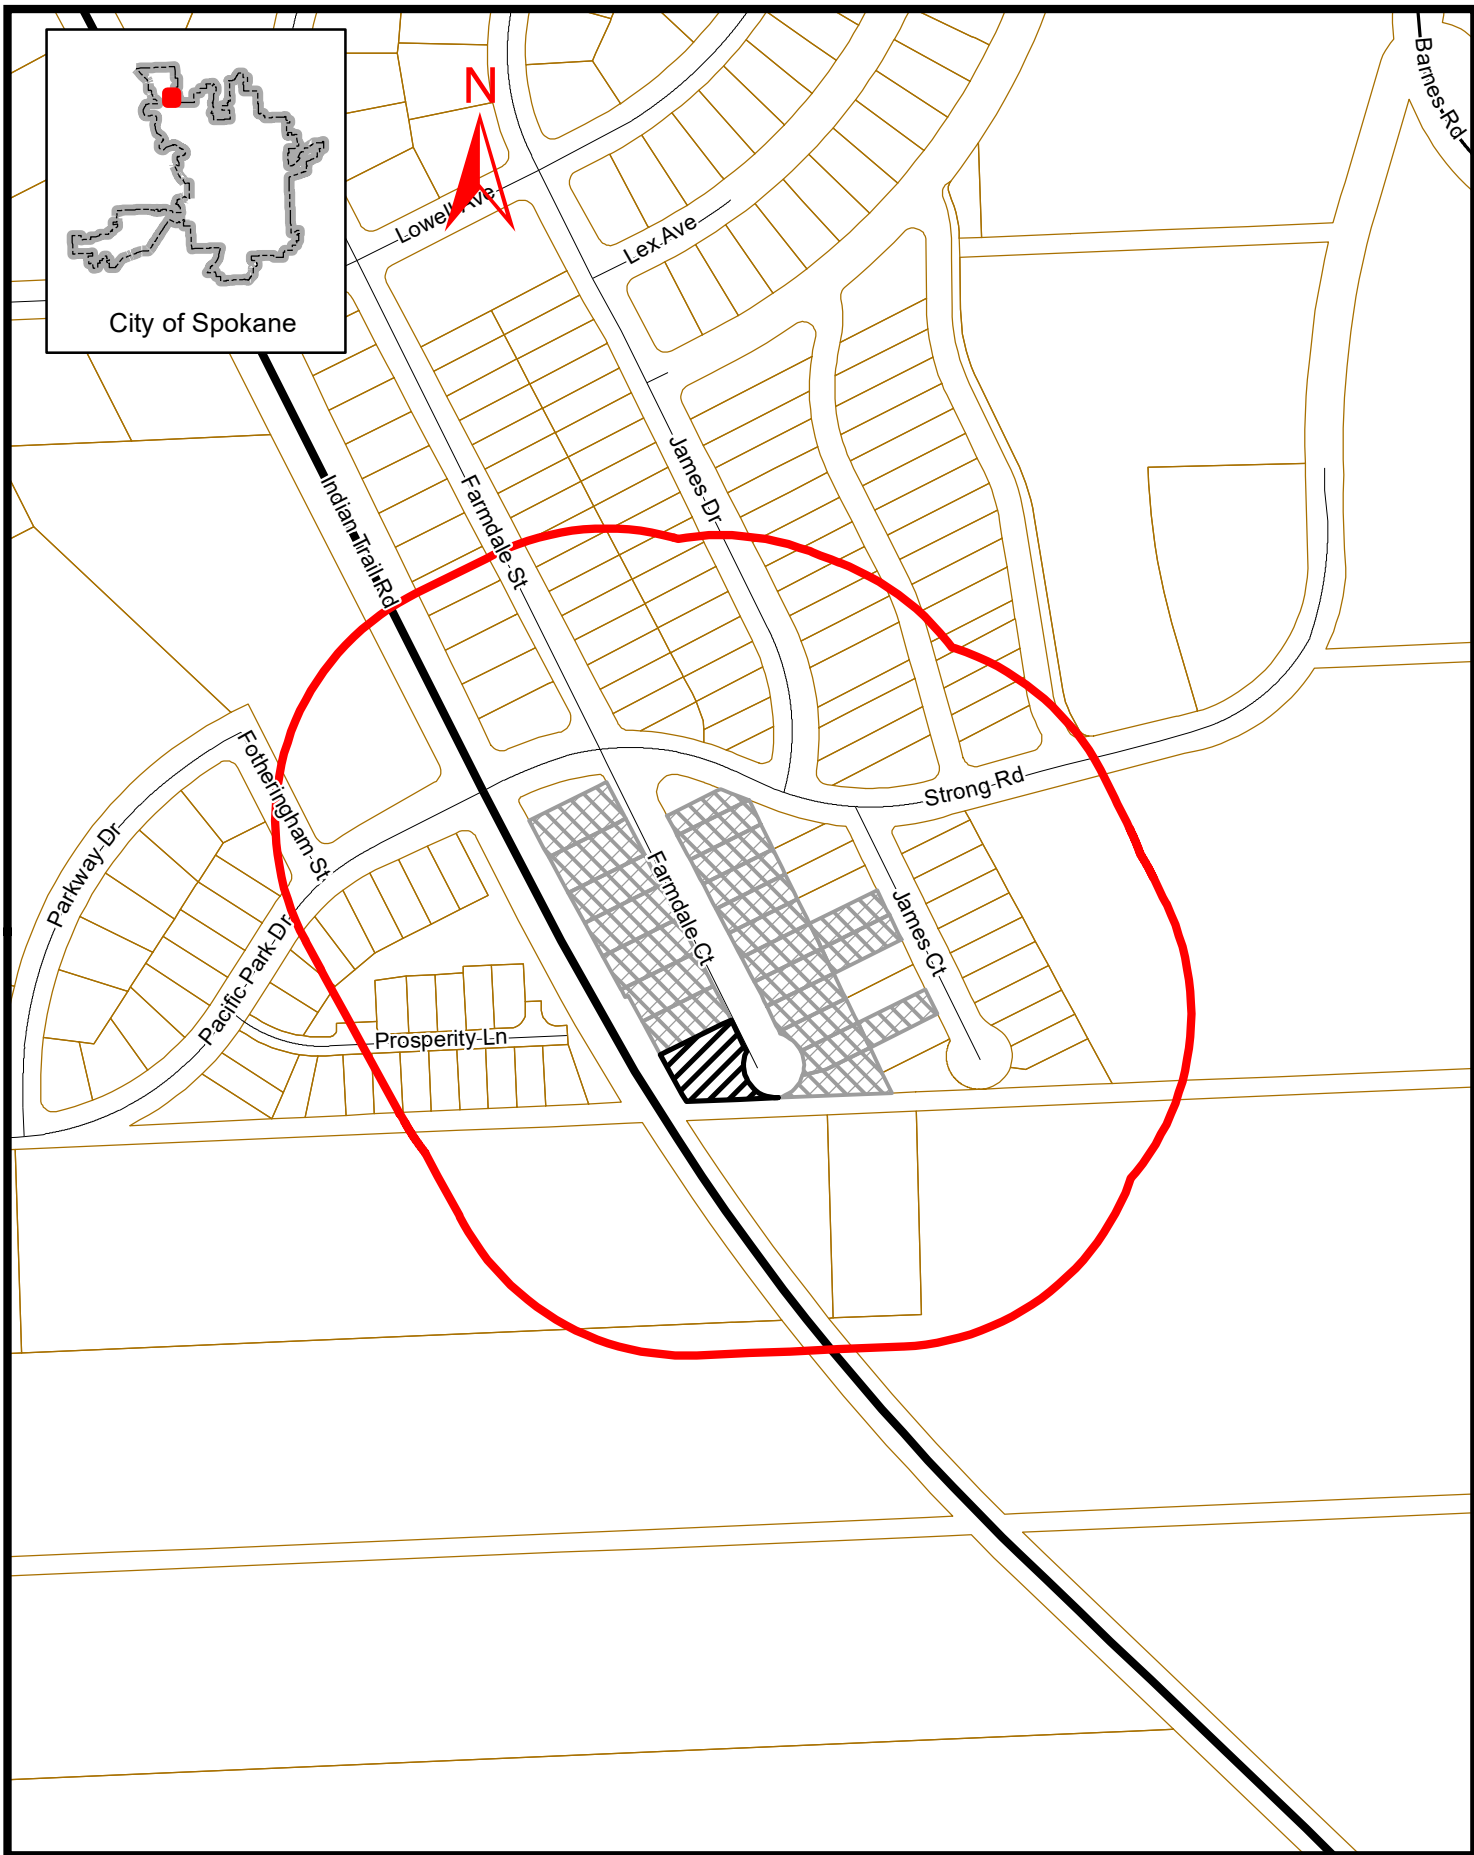 Barnes Rd
N
Lowell Ave
Lex Ave
City of Spokane
James Dr
Farmdale St
Indian Trail Rd
Fotheringham St
Strong Rd
Parkway Dr
Farmdale Ct
James Ct
Pacific Park Dr
Prosperity Ln